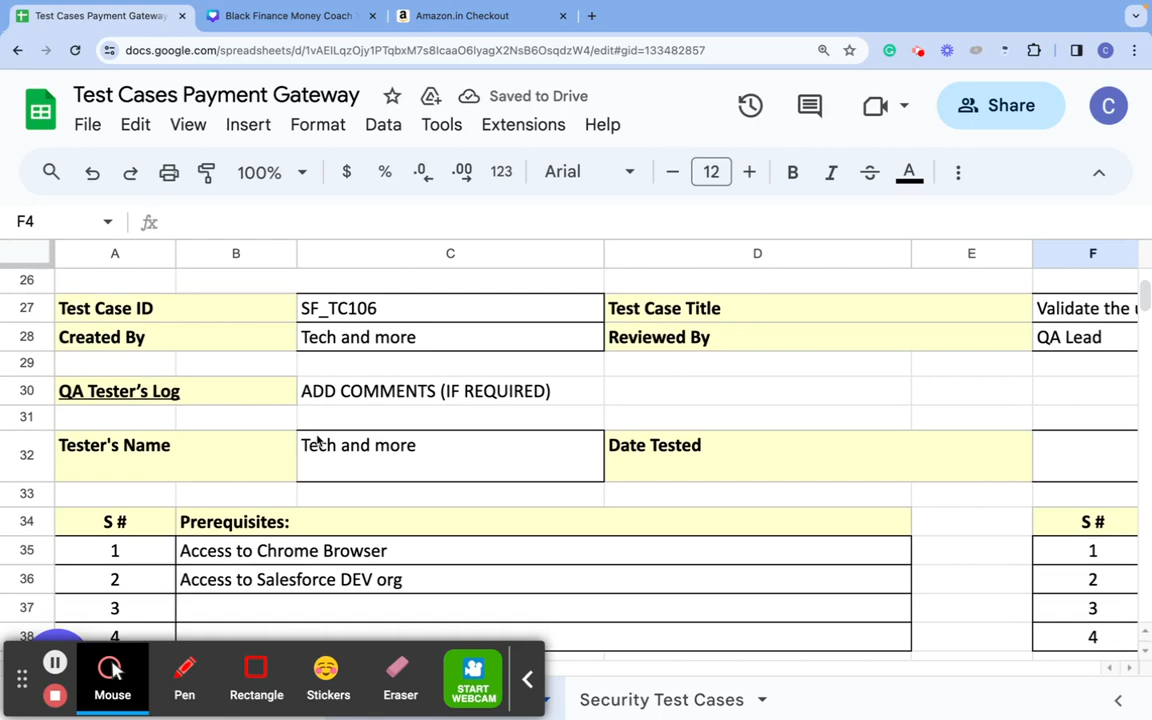 Test Cases Payment Gateway
Black Finance Money Coach
Amazon.in Checkout
docs.google.com/spreadsheets/d/1vAEILqzOjy1PTqbxM7s8IcaaO6lyagX2NsB6OsqdzW4/edit#gid=133482857
C
Test Cases Payment Gateway
Saved to Drive
Share
C
File Edit View Insert Format Data Tools Extensions Help
100% $ % .0 .00 123 Arial 12 B I S A
F4 fx
A B C D E F
26
27 Test Case ID SF_TC106 Test Case Title Validate the
28 Created By Tech and more Reviewed By QA Lead
29
30 QA Tester's Log ADD COMMENTS (IF REQUIRED)
31
32 Tester's Name Tech and more Date Tested
33
34 S # Prerequisites: S #
35 1 Access to Chrome Browser 1
36 2 Access to Salesforce DEV org 2
37 3 3
38 4 4
Mouse Pen Rectangle Stickers Eraser START WEBCAM
Security Test Cases